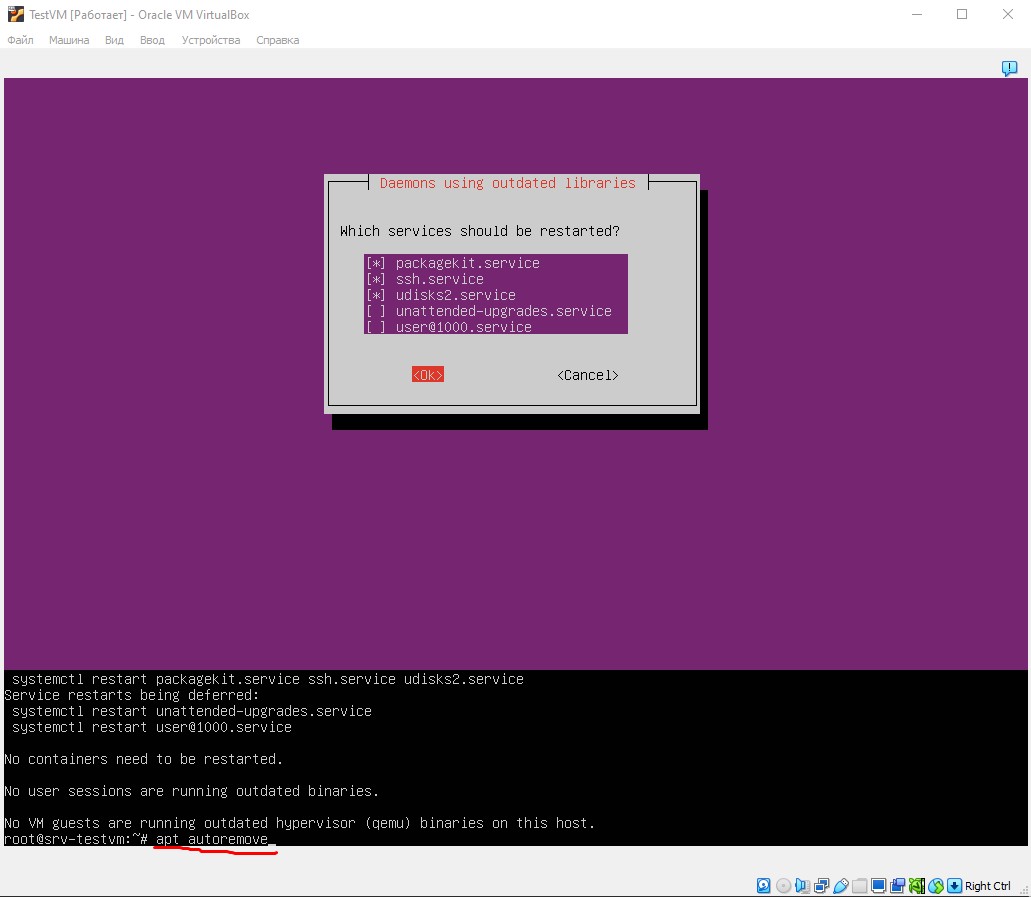 TestVM [Работает] - Oracle VM VirtualBox
Файл Машина Вид Ввод Устройства Справка
Daemons using outdated libraries
Which services should be restarted?
[*] packagekit.service
[*] ssh.service
[*] udisks2.service
[ ] unattended-upgrades.service
[ ] user@1000.service
<Ok> <Cancel>
systemctl restart packagekit.service ssh.service udisks2.service
Service restarts being deferred:
systemctl restart unattended-upgrades.service
systemctl restart user@1000.service
No containers need to be restarted.
No user sessions are running outdated binaries.
No VM guests are running outdated hypervisor (qemu) binaries on this host.
root@srv-testvm:~# apt autoremove_
Right Ctrl